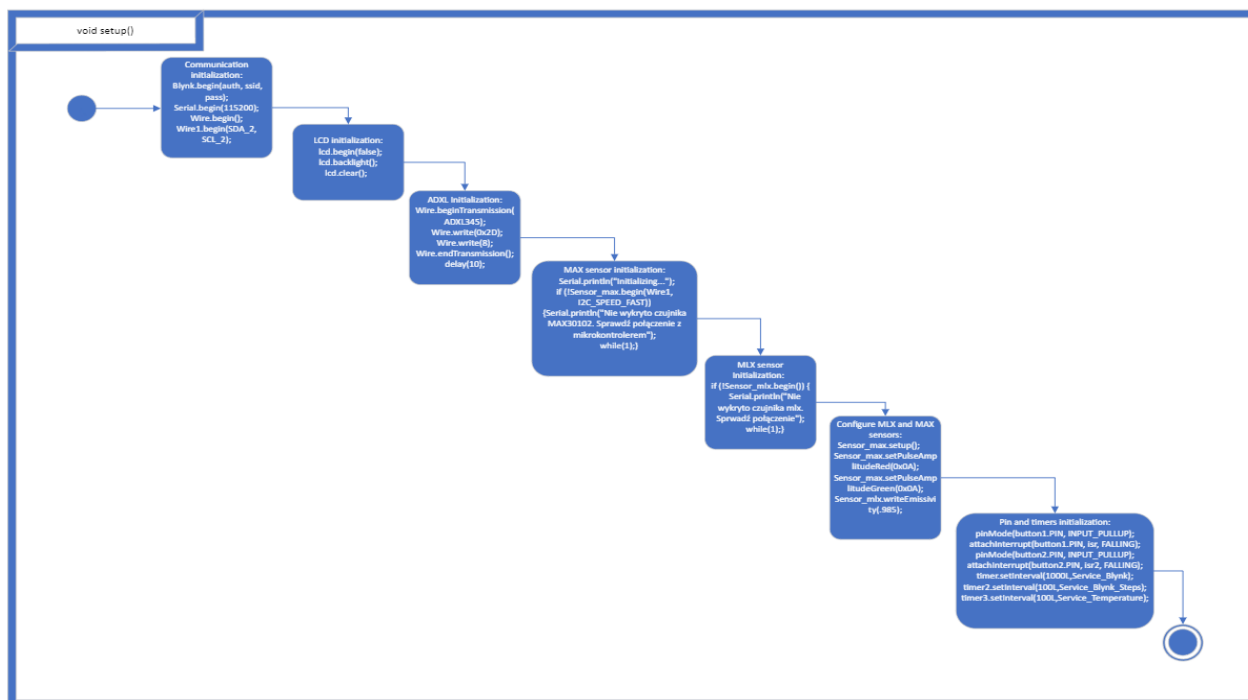 void setup()
Communication
initialization:
Blynk.begin(auth, ssid,
pass);
Serial.begin(115200);
Wire.begin();
Wire1.begin(SDA_2,
SCL_2);
LCD initialization:
lcd.begin(false);
lcd.backlight();
lcd.clear();
ADXL initialization:
Wire.beginTransmission(
ADXL345);
Wire.write(0x2D);
Wire.write(8);
Wire.endTransmission();
delay(10);
MAX sensor initialization:
Serial.println("Initializing...");
if (!Sensor_max.begin(Wire1,
I2C_SPEED_FAST))
{Serial.println("Nie wykryto czujnika
MAX30102. Sprawdź połączenie z
mikrokontrolerem");
while(1);}
MLX sensor
initialization:
if (!Sensor_mlx.begin()) {
Serial.println("Nie
wykryto czujnika mlx.
Sprwadź połączenie");
while(1);}
Configure MLX and MAX
sensors:
Sensor_max.setup();
Sensor_max.setPulseAmp
litudeRed(0x0A);
Sensor_max.setPulseAmp
litudeGreen(0x0A);
Sensor_mlx.writeEmissivi
ty(.985);
Pin and timers initialization:
pinMode(button1.PIN, INPUT_PULLUP);
attachInterrupt(button1.PIN, isr, FALLING);
pinMode(button2.PIN, INPUT_PULLUP);
attachInterrupt(button2.PIN, isr2, FALLING);
timer.setInterval(1000L,Service_Blynk);
timer2.setInterval(100L,Service_Blynk_Steps);
timer3.setInterval(100L,Service_Temperature);